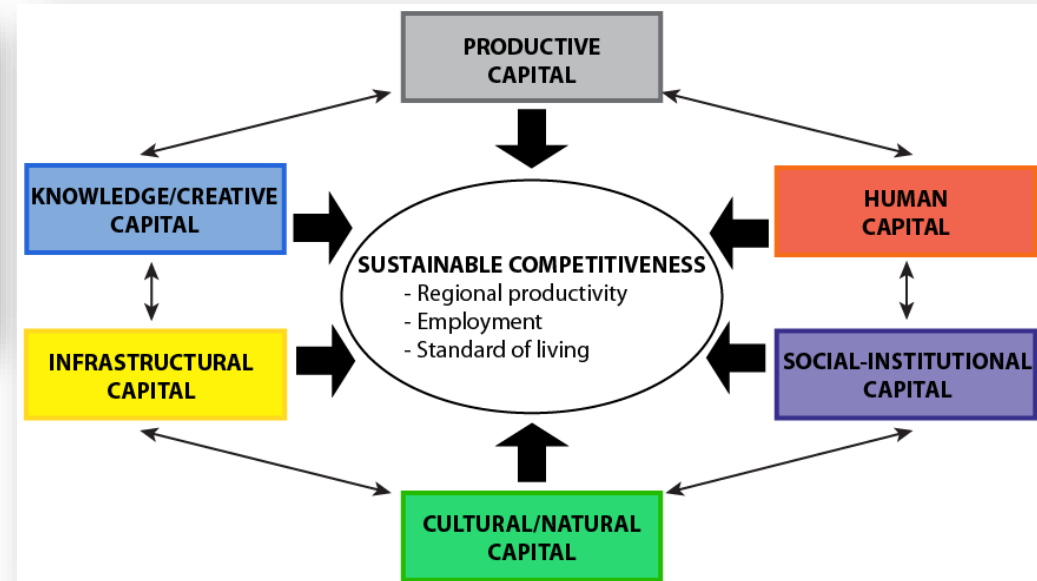 PRODUCTIVE
CAPITAL
KNOWLEDGE/CREATIVE
CAPITAL
HUMAN
CAPITAL
SUSTAINABLE COMPETITIVENESS
- Regional productivity
- Employment
- Standard of living
INFRASTRUCTURAL
CAPITAL
SOCIAL-INSTITUTIONAL
CAPITAL
CULTURAL/NATURAL
CAPITAL